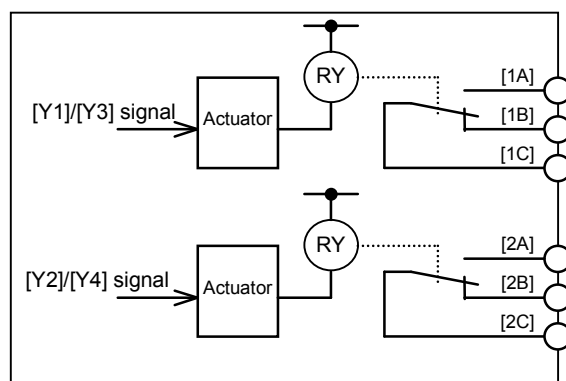 RY
[1A]
[Y1]/[Y3] signal
Actuator
[1B]
[1C]
RY
[2A]
[Y2]/[Y4] signal
Actuator
[2B]
[2C]